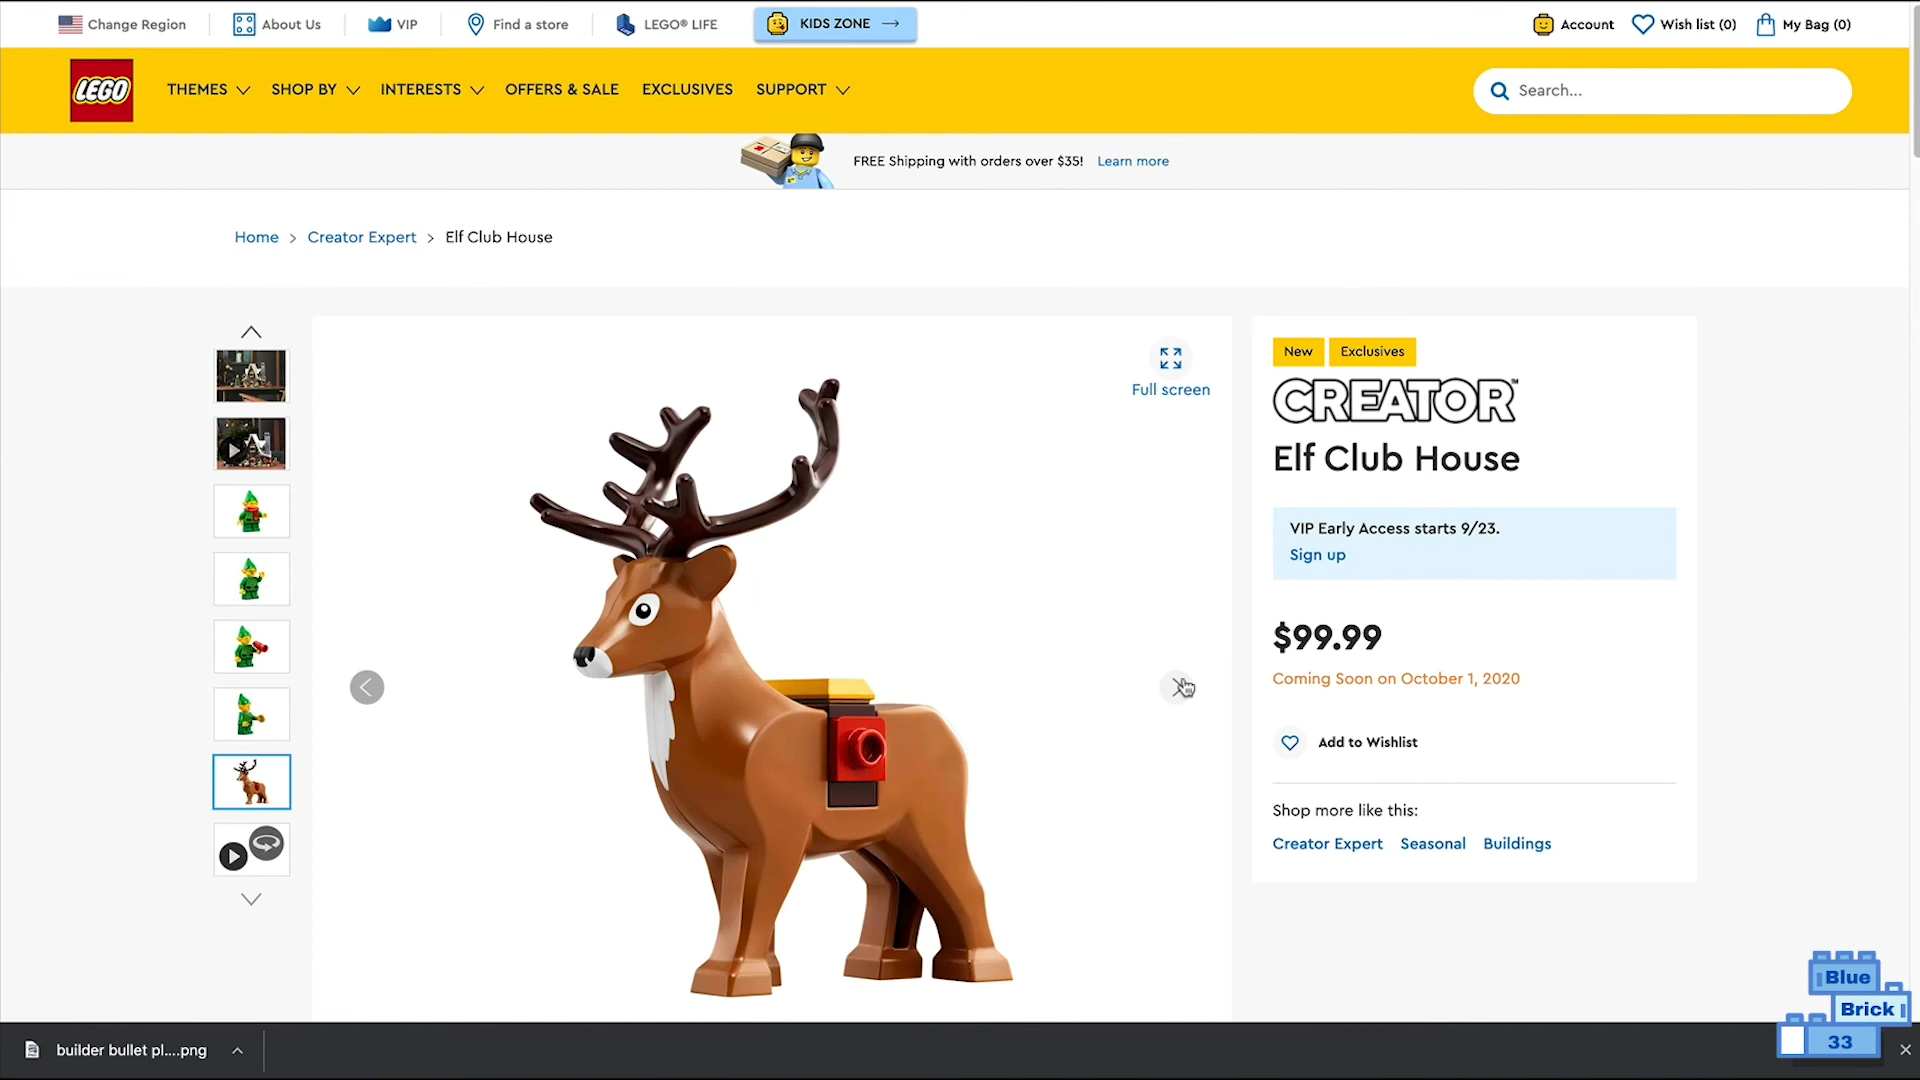 Change Region
About Us
VIP
Find a store
LEGO® LIFE
KIDS ZONE
Account
Wish list (0)
My Bag (0)
LEGO
THEMES
SHOP BY
INTERESTS
OFFERS & SALE
EXCLUSIVES
SUPPORT
Search...
FREE Shipping with orders over $35! Learn more
Home > Creator Expert > Elf Club House
Full screen
New
Exclusives
CREATOR™
Elf Club House
VIP Early Access starts 9/23.
Sign up
$99.99
Coming Soon on October 1, 2020
Add to Wishlist
Shop more like this:
Creator Expert Seasonal Buildings
Blue
Brick
33
builder bullet pl....png